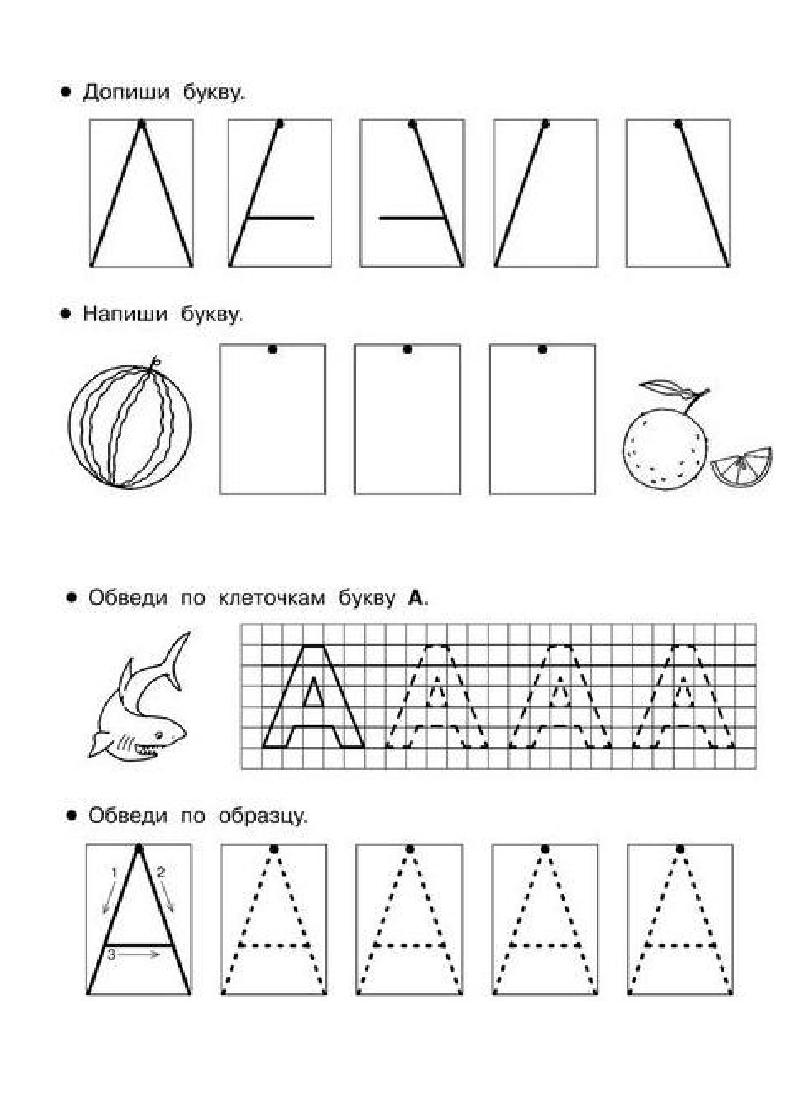 • Допиши букву.
• Напиши букву.
• Обведи по клеточкам букву А.
А А А А
• Обведи по образцу.
1 2
3
А А А А А